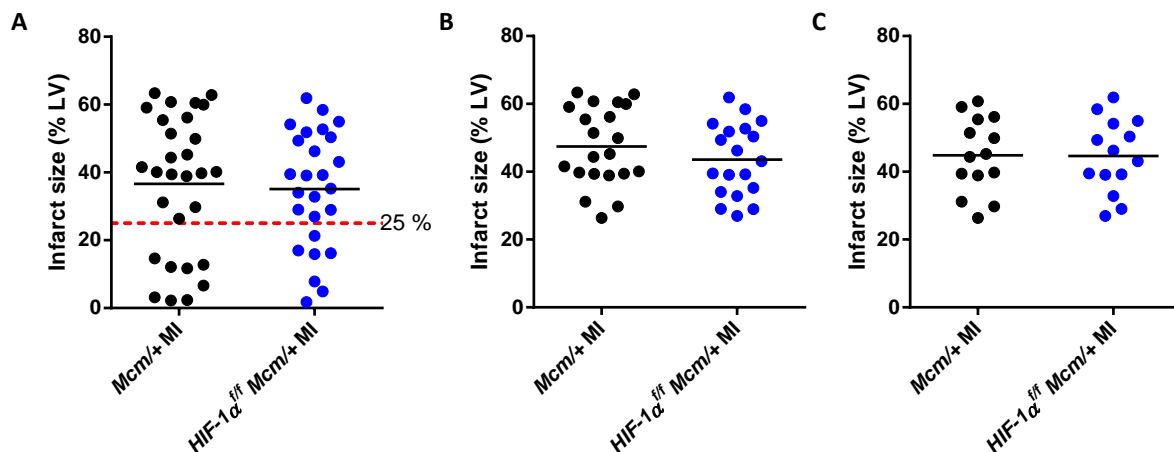 A
Infarct size (% LV)
80
60
40
20
0
25 %
Mcm/+ MI
HIF-1α f/f Mcm/+ MI
B
Infarct size (% LV)
80
60
40
20
0
Mcm/+ MI
HIF-1α f/f Mcm/+ MI
C
Infarct size (% LV)
80
60
40
20
0
Mcm/+ MI
HIF-1α f/f Mcm/+ MI